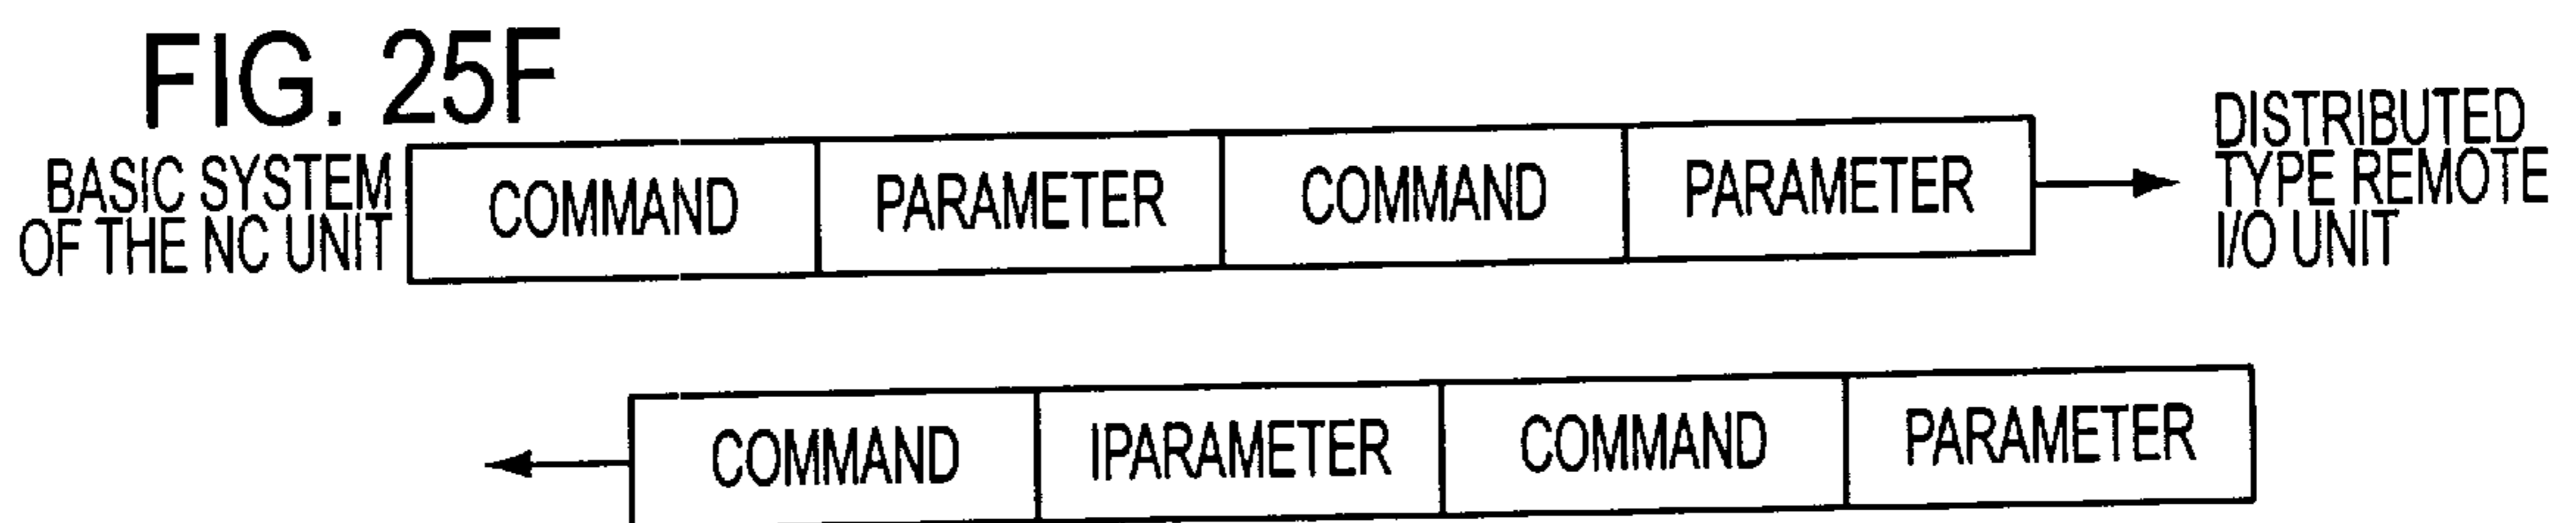 FIG. 25F
BASIC SYSTEM
OF THE NC UNIT
COMMAND PARAMETER COMMAND PARAMETER
DISTRIBUTED
TYPE REMOTE
I/O UNIT
COMMAND IPARAMETER COMMAND PARAMETER